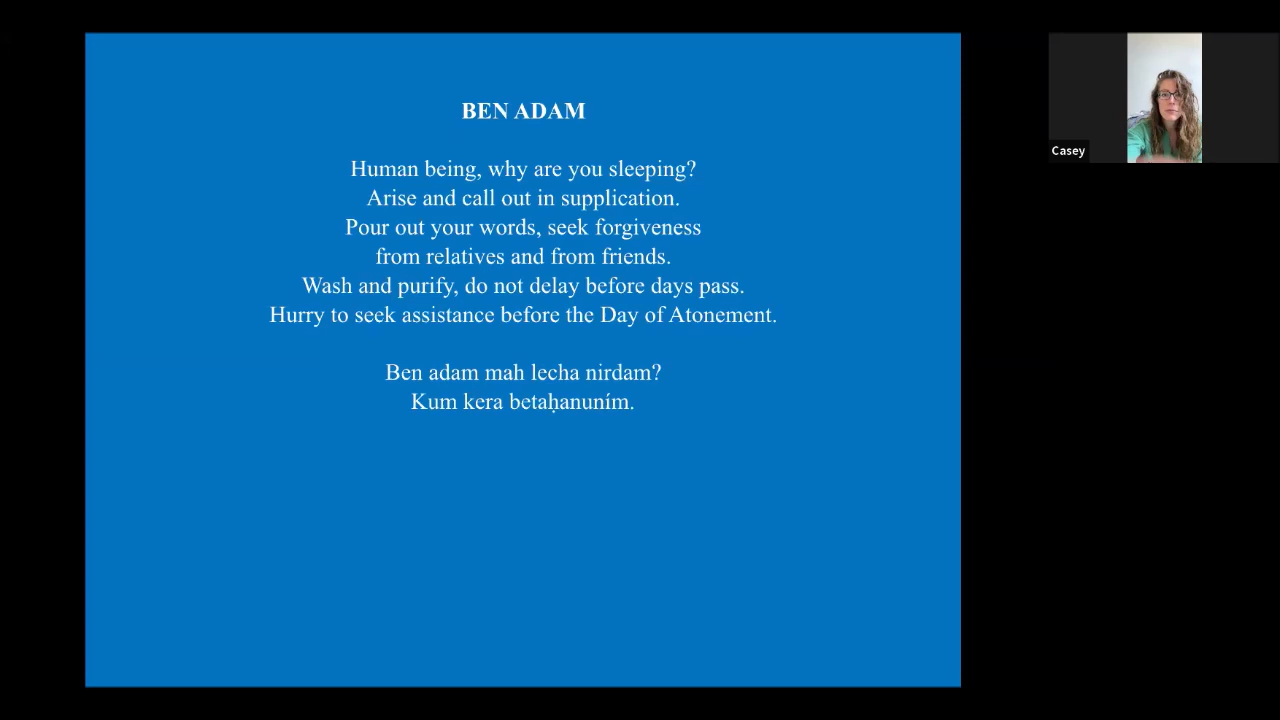 BEN ADAM
Human being, why are you sleeping?
Arise and call out in supplication.
Pour out your words, seek forgiveness
from relatives and from friends.
Wash and purify, do not delay before days pass.
Hurry to seek assistance before the Day of Atonement.
Ben adam mah lecha nirdam?
Kum kera betaḥanuním.
Casey